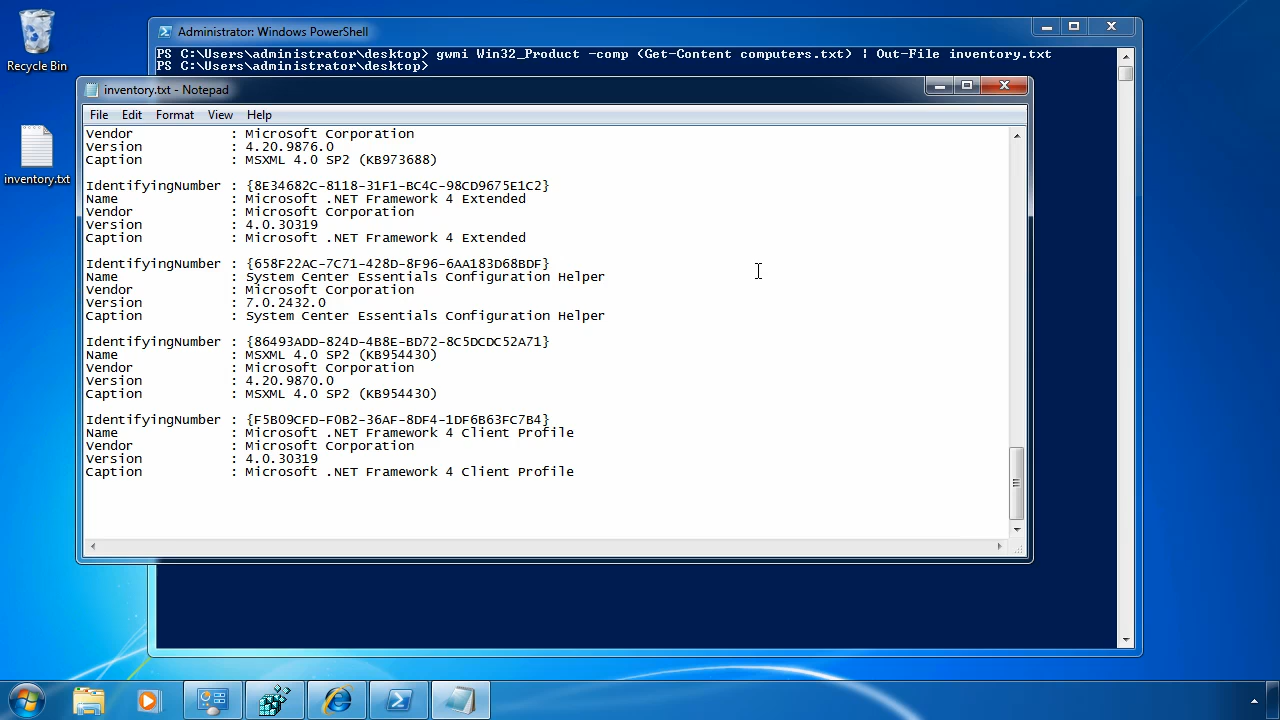 Recycle Bin
inventory.txt
Administrator: Windows PowerShell
PS C:\Users\administrator\desktop> gwmi Win32_Product -comp (Get-Content computers.txt) | Out-File inventory.txt
PS C:\Users\administrator\desktop>
inventory.txt - Notepad
File Edit Format View Help
Vendor : Microsoft Corporation
Version : 4.20.9876.0
Caption : MSXML 4.0 SP2 (KB973688)
IdentifyingNumber : {8E34682C-8118-31F1-BC4C-98CD9675E1C2}
Name : Microsoft .NET Framework 4 Extended
Vendor : Microsoft Corporation
Version : 4.0.30319
Caption : Microsoft .NET Framework 4 Extended
IdentifyingNumber : {658F22AC-7C71-428D-8F96-6AA183D68BDF}
Name : System Center Essentials Configuration Helper
Vendor : Microsoft Corporation
Version : 7.0.2432.0
Caption : System Center Essentials Configuration Helper
IdentifyingNumber : {86493ADD-824D-4B8E-BD72-8C5DCDC52A71}
Name : MSXML 4.0 SP2 (KB954430)
Vendor : Microsoft Corporation
Version : 4.20.9870.0
Caption : MSXML 4.0 SP2 (KB954430)
IdentifyingNumber : {F5B09CFD-F0B2-36AF-8DF4-1DF6B63FC7B4}
Name : Microsoft .NET Framework 4 Client Profile
Vendor : Microsoft Corporation
Version : 4.0.30319
Caption : Microsoft .NET Framework 4 Client Profile